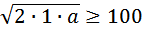 √2 · 1 · a ≥ 100